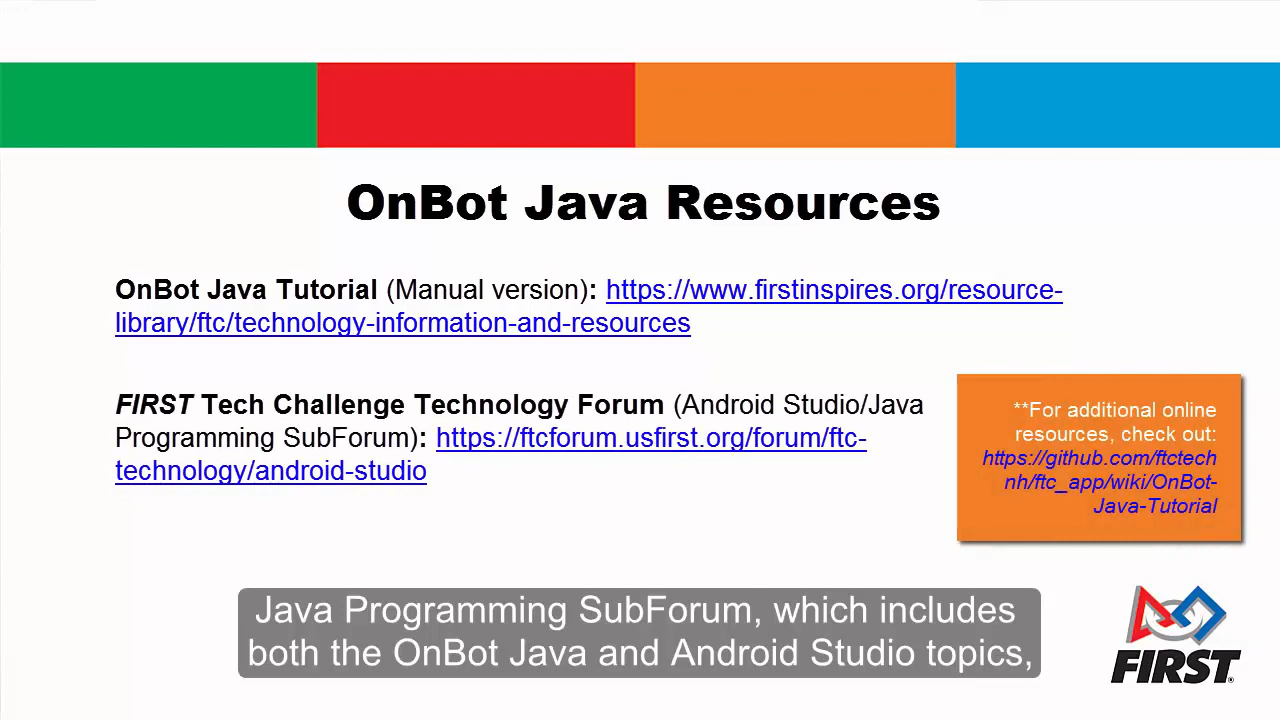 OnBot Java Resources
OnBot Java Tutorial (Manual version): https://www.firstinspires.org/resource-
library/ftc/technology-information-and-resources
FIRST Tech Challenge Technology Forum (Android Studio/Java
Programming SubForum): https://ftcforum.usfirst.org/forum/ftc-
technology/android-studio
**For additional online
resources, check out:
https://github.com/ftctech
nh/ftc_app/wiki/OnBot-
Java-Tutorial
Java Programming SubForum, which includes
both the OnBot Java and Android Studio topics,
FIRST®